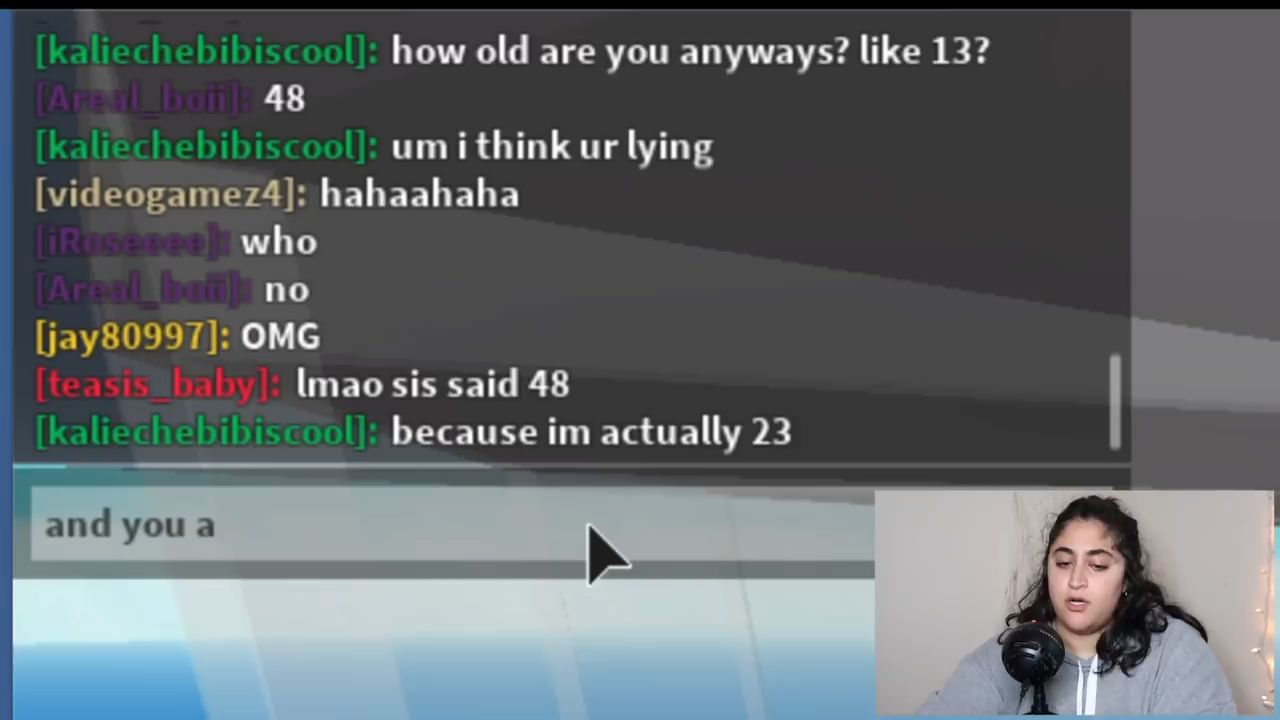 [kaliechebibiscool]: how old are you anyways? like 13?
[Areal_boii]: 48
[kaliechebibiscool]: um i think ur lying
[videogamez4]: hahaahaha
[iRoseeee]: who
[Areal_boii]: no
[jay80997]: OMG
[teasis_baby]: lmao sis said 48
[kaliechebibiscool]: because im actually 23
and you a